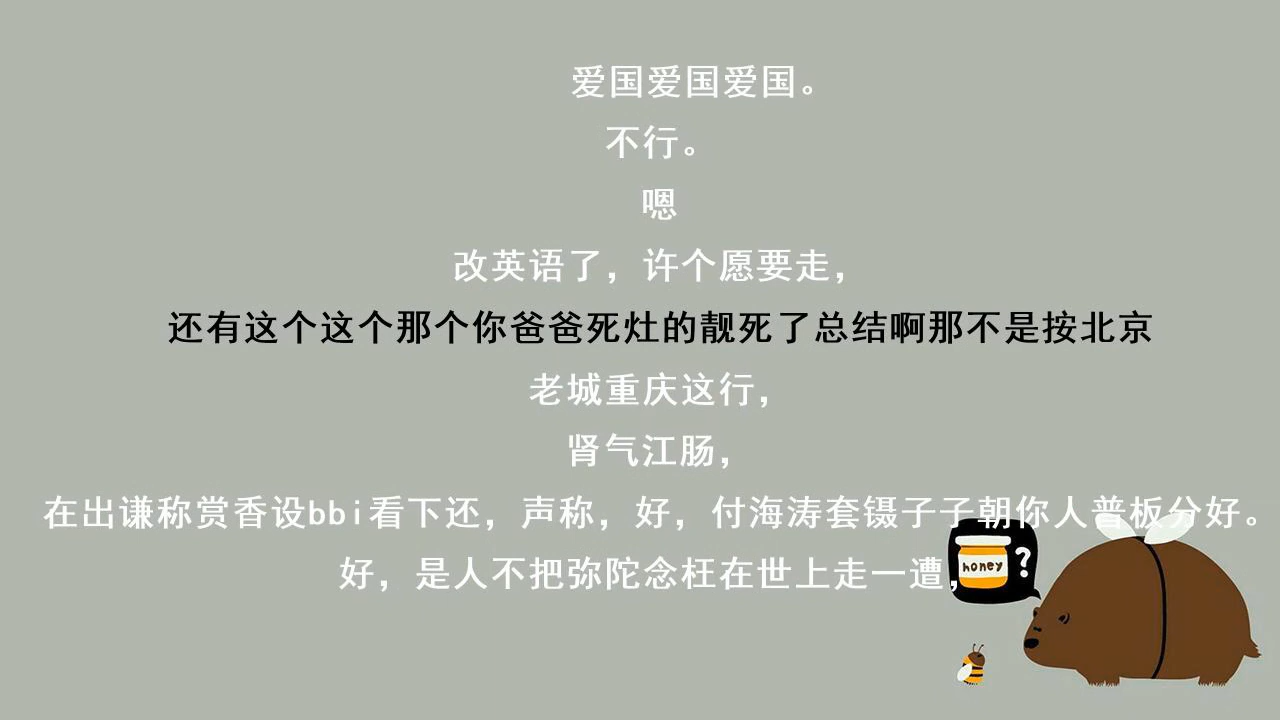 爱国爱国爱国。
不行。
嗯
改英语了，许个愿要走，
还有这个这个那个你爸爸死灶的靓死了总结啊那不是按北京
老城重庆这行，
肾气江肠，
在出谦称赏香设bbi看下还，声称，好，付海涛套镊子子朝你人普板分好。
好，是人不把弥陀念枉在世上走一遭，
honey
?